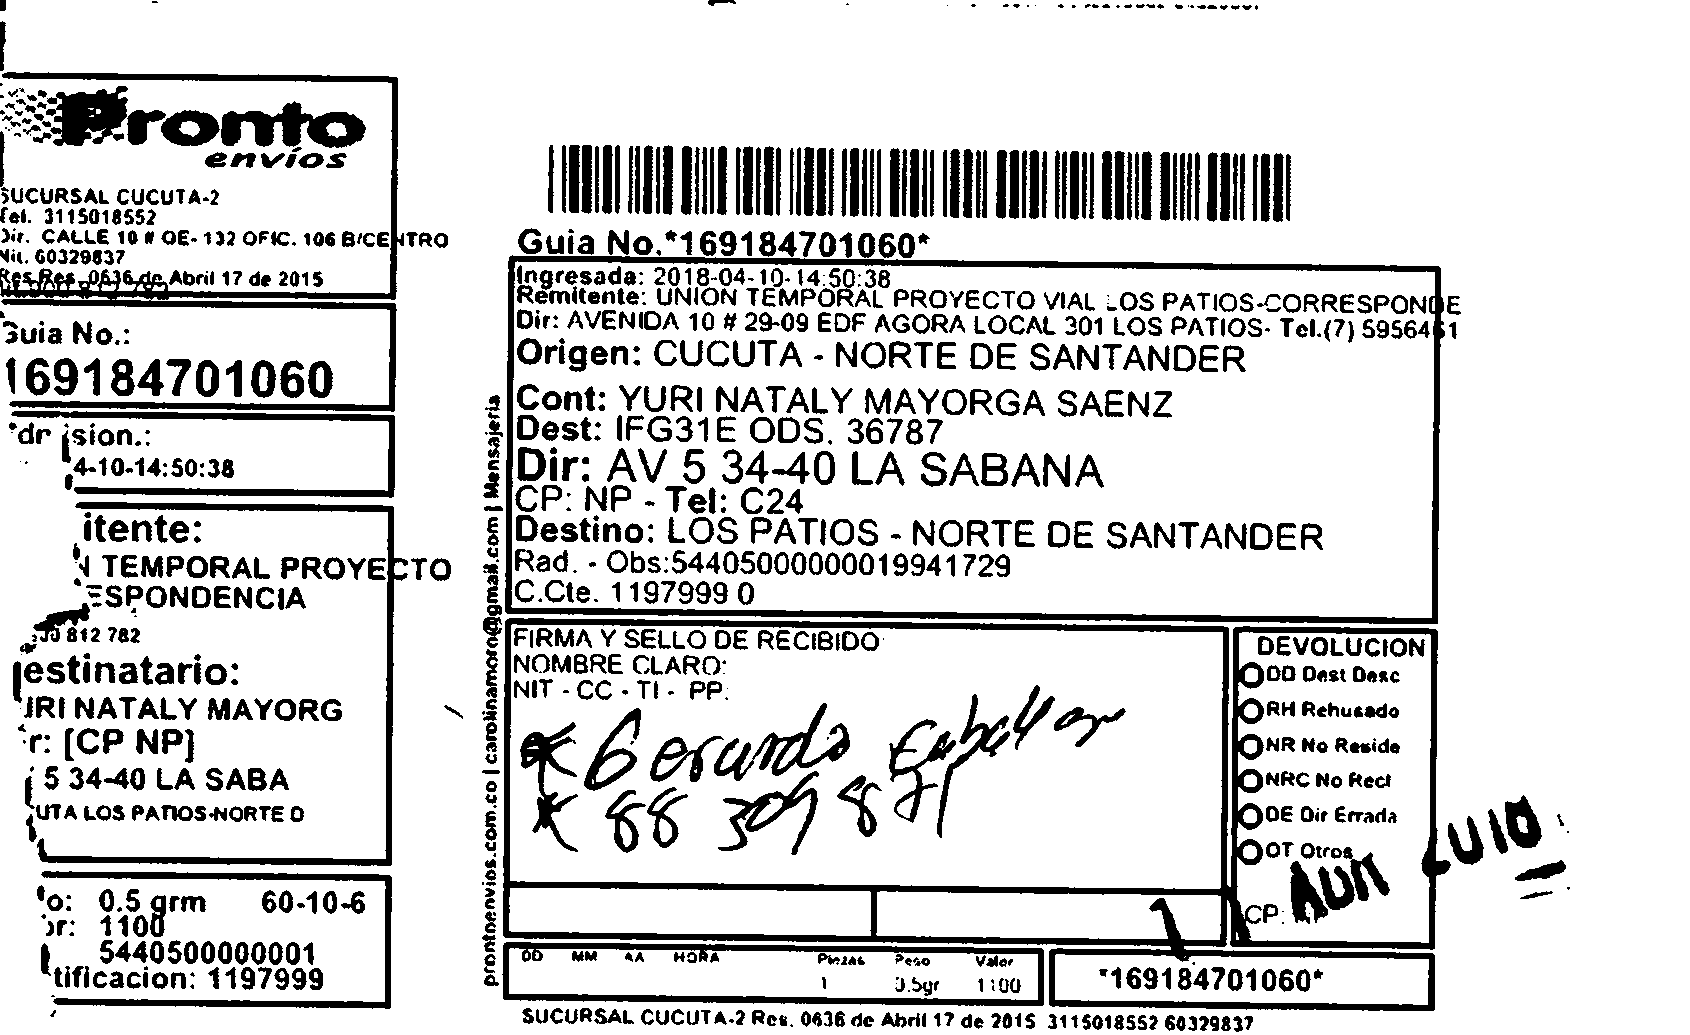 Pronto
envíos
SUCURSAL CUCUTA-2
Tel. 3115018552
Dir. CALLE 10 # OE-132 OFIC. 106 B/CENTRO
Nit. 60329837
Res.Res. 0636 de Abril 17 de 2015
Guia No.:
169184701060
ision.:
4-10-14:50:38
itente:
N TEMPORAL PROYECTO
ESPONDENCIA
812 782
estinatario:
URI NATALY MAYORG
r: [CP NP]
5 34-40 LA SABA
UTA LOS PATIOS-NORTE D
o: 0.5 grm 60-10-6
or: 1100
5440500000001
tificacion: 1197999
prontoenvios.com.co | carolinamoro@gmail.com | Mensajeria
Guia No.*169184701060*
Ingresada: 2018-04-10-14:50:38
Remitente: UNION TEMPORAL PROYECTO VIAL LOS PATIOS-CORRESPONDE
Dir: AVENIDA 10 # 29-09 EDF AGORA LOCAL 301 LOS PATIOS- Tel.(7) 5956461
Origen: CUCUTA - NORTE DE SANTANDER
Cont: YURI NATALY MAYORGA SAENZ
Dest: IFG31E ODS. 36787
Dir: AV 5 34-40 LA SABANA
CP: NP - Tel: C24
Destino: LOS PATIOS - NORTE DE SANTANDER
Rad. - Obs:54405000000019941729
C.Cte. 1197999 0
FIRMA Y SELLO DE RECIBIDO
NOMBRE CLARO:
NIT - CC - TI - PP.
Gerardo
88 309 871
DEVOLUCION
DD Dest Desc
RH Rehusado
NR No Reside
NRC No Recl
DE Dir Errada
OT Otros
CP:
DD MM AA HORA Piezas Peso Valor
1 0.5gr 1100
*169184701060*
SUCURSAL CUCUTA-2 Res. 0636 de Abril 17 de 2015 3115018552 60329837